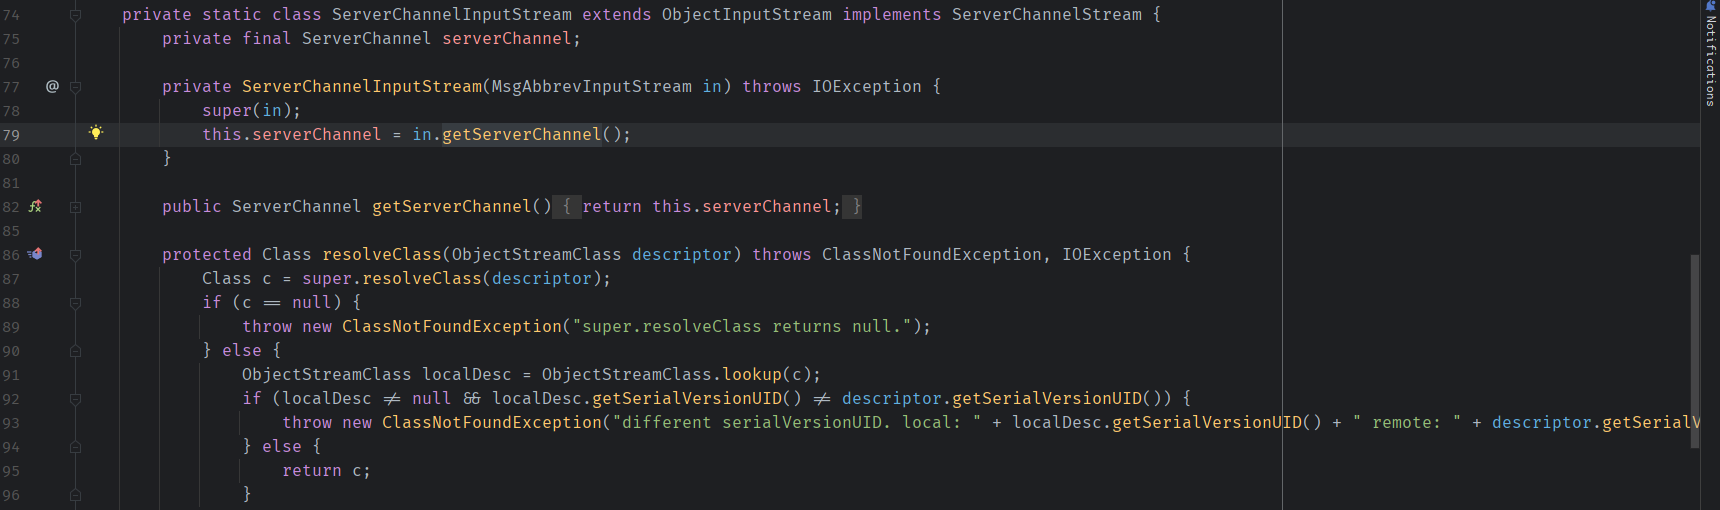 74 private static class ServerChannelInputStream extends ObjectInputStream implements ServerChannelStream {
75 private final ServerChannel serverChannel;
76
77 @ private ServerChannelInputStream(MsgAbbrevInputStream in) throws IOException {
78 super(in);
79 this.serverChannel = in.getServerChannel();
80 }
81
82 public ServerChannel getServerChannel() { return this.serverChannel; }
85
86 protected Class resolveClass(ObjectStreamClass descriptor) throws ClassNotFoundException, IOException {
87 Class c = super.resolveClass(descriptor);
88 if (c == null) {
89 throw new ClassNotFoundException("super.resolveClass returns null.");
90 } else {
91 ObjectStreamClass localDesc = ObjectStreamClass.lookup(c);
92 if (localDesc != null && localDesc.getSerialVersionUID() != descriptor.getSerialVersionUID()) {
93 throw new ClassNotFoundException("different serialVersionUID. local: " + localDesc.getSerialVersionUID() + " remote: " + descriptor.getSerialV
94 } else {
95 return c;
96 }
Notifications